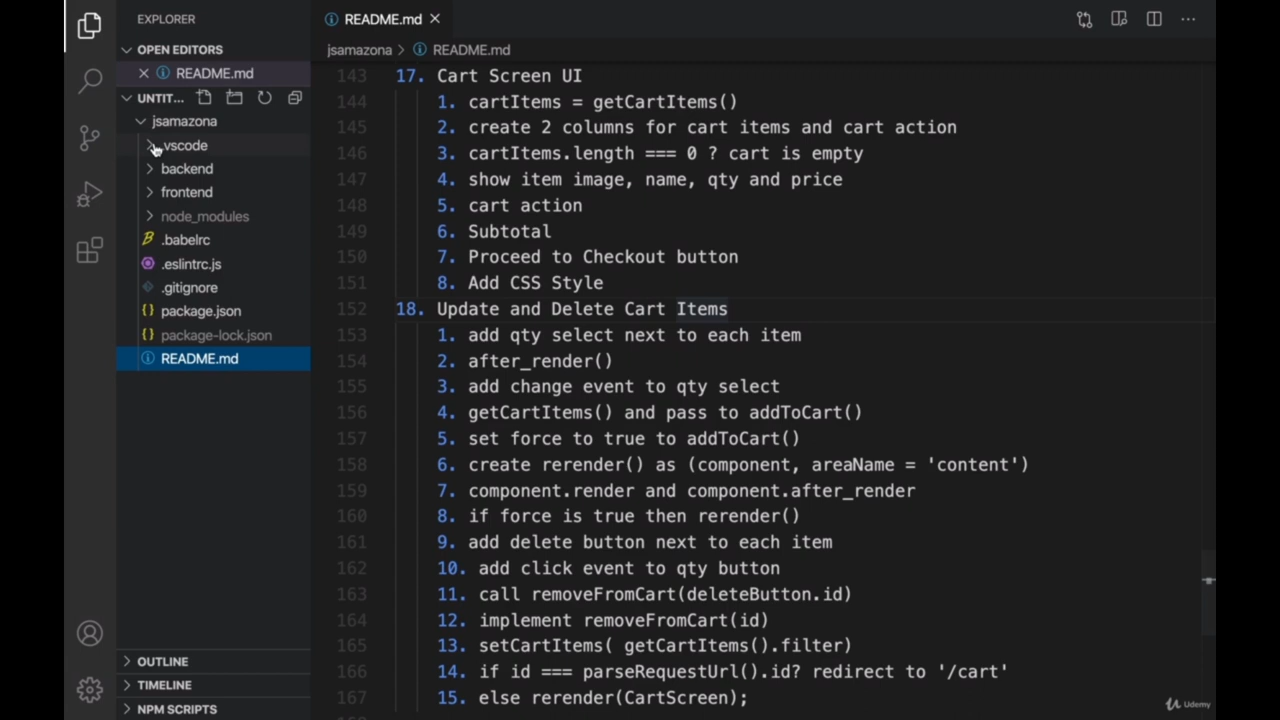 EXPLORER
OPEN EDITORS
README.md
UNTIT...
jsamazona
.vscode
backend
frontend
node_modules
.babelrc
.eslintrc.js
.gitignore
package.json
package-lock.json
README.md
OUTLINE
TIMELINE
NPM SCRIPTS
README.md
jsamazona > README.md
143 17. Cart Screen UI
144 1. cartItems = getCartItems()
145 2. create 2 columns for cart items and cart action
146 3. cartItems.length === 0 ? cart is empty
147 4. show item image, name, qty and price
148 5. cart action
149 6. Subtotal
150 7. Proceed to Checkout button
151 8. Add CSS Style
152 18. Update and Delete Cart Items
153 1. add qty select next to each item
154 2. after_render()
155 3. add change event to qty select
156 4. getCartItems() and pass to addToCart()
157 5. set force to true to addToCart()
158 6. create rerender() as (component, areaName = 'content')
159 7. component.render and component.after_render
160 8. if force is true then rerender()
161 9. add delete button next to each item
162 10. add click event to qty button
163 11. call removeFromCart(deleteButton.id)
164 12. implement removeFromCart(id)
165 13. setCartItems( getCartItems().filter)
166 14. if id === parseRequestUrl().id? redirect to '/cart'
167 15. else rerender(CartScreen);
Udemy